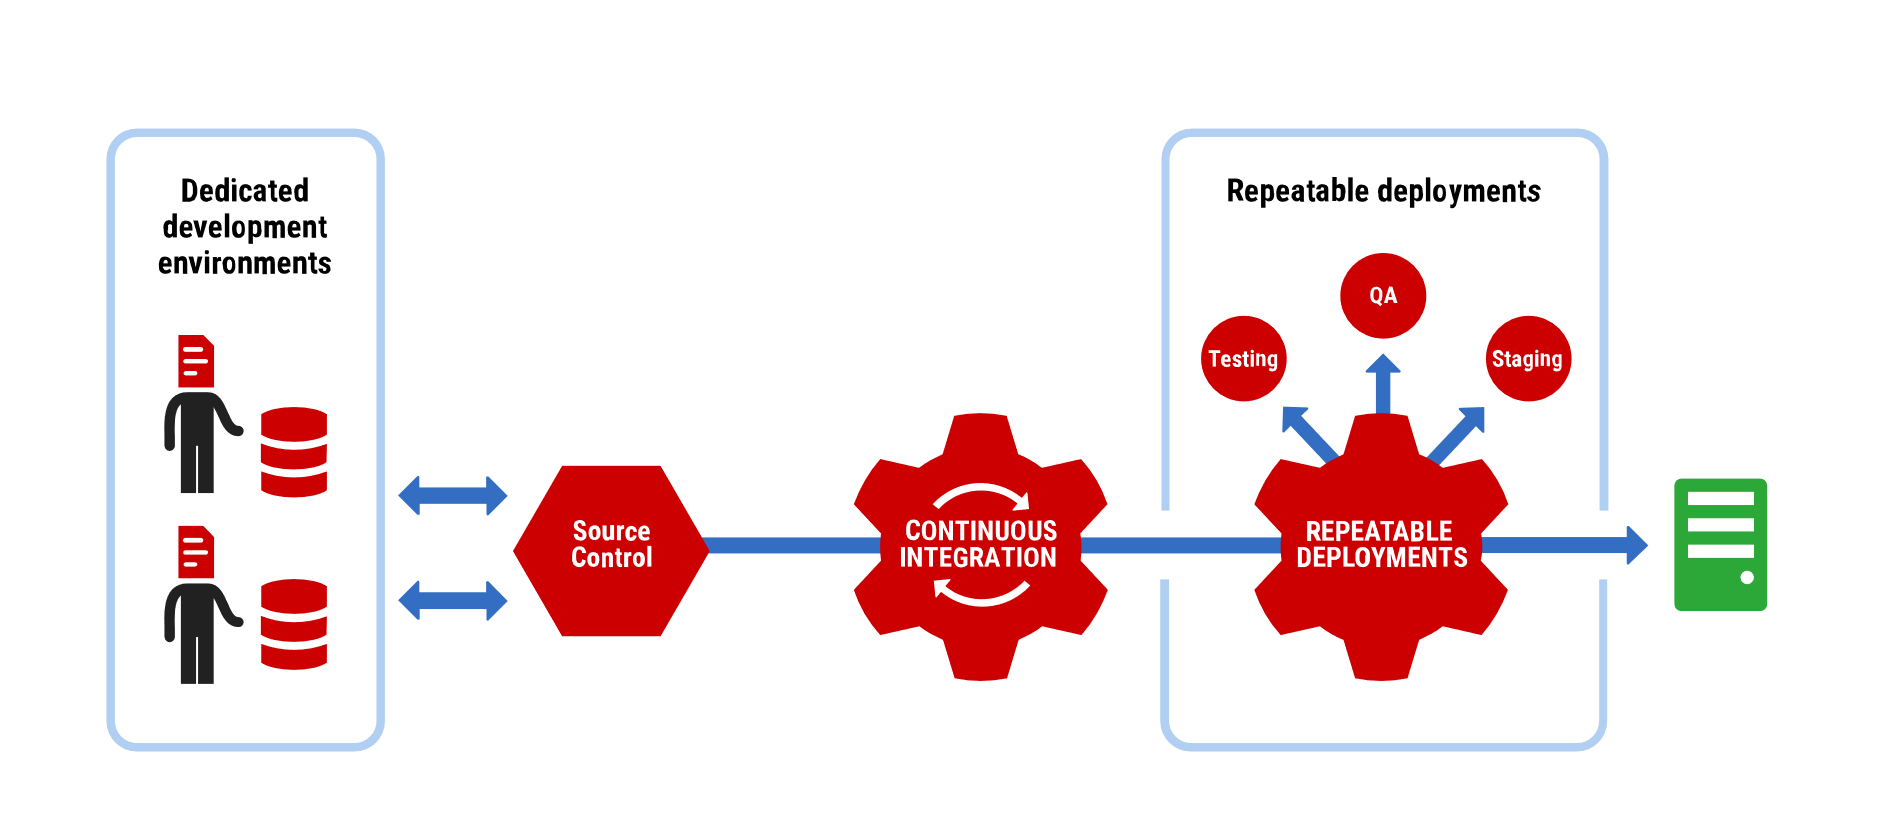 Dedicated
development
environments
Source
Control
CONTINUOUS
INTEGRATION
Repeatable deployments
QA
Testing
Staging
REPEATABLE
DEPLOYMENTS